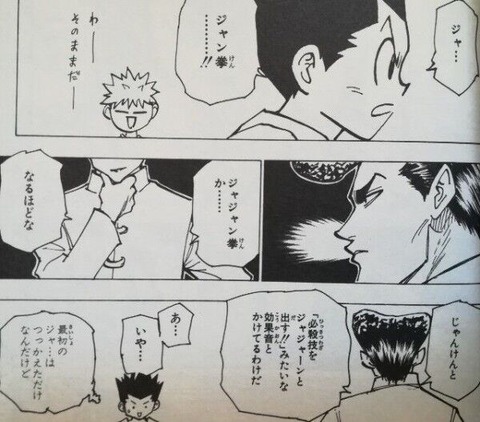 ジャ…
ジャン拳
………!!
わ──
そのままだ──
ジャジャン拳
か………
なるほどな
じゃんけんと
「必殺技を
ジャジャーンと
出す!!」みたいな
効果音と
かけてるわけだ
あ…
いや…
最初の
ジャ…は
つっかえただけ
なんだけど